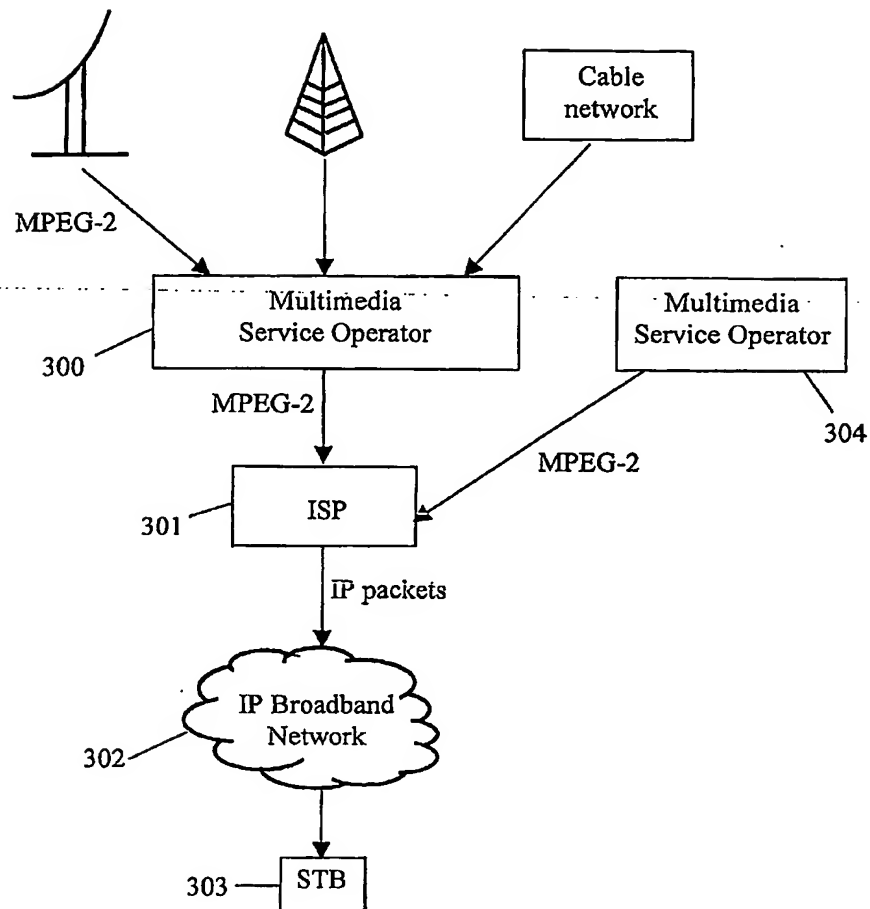 Cable
network
MPEG-2
Multimedia
Service Operator
Multimedia
Service Operator
300
MPEG-2
304
MPEG-2
ISP
301
IP packets
IP Broadband
Network
302
303
STB